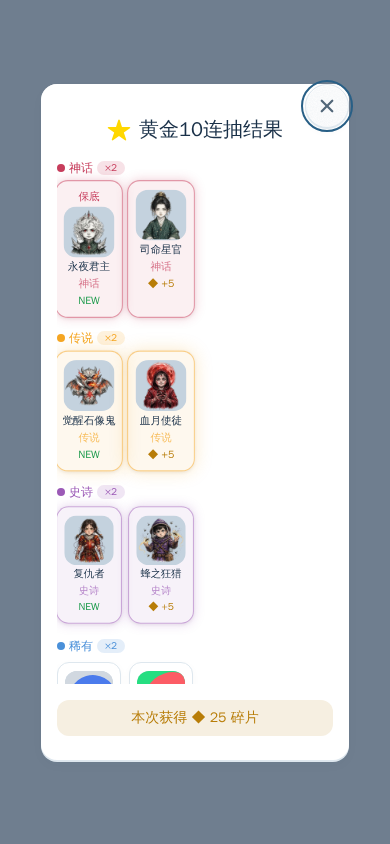 黄金10连抽结果
神话 ×2
保底
永夜君主
神话
NEW
司命星官
神话
◆ +5
传说 ×2
觉醒石像鬼
传说
NEW
血月使徒
传说
◆ +5
史诗 ×2
复仇者
史诗
NEW
蜂之狂猎
史诗
◆ +5
稀有 ×2
本次获得 ◆ 25 碎片